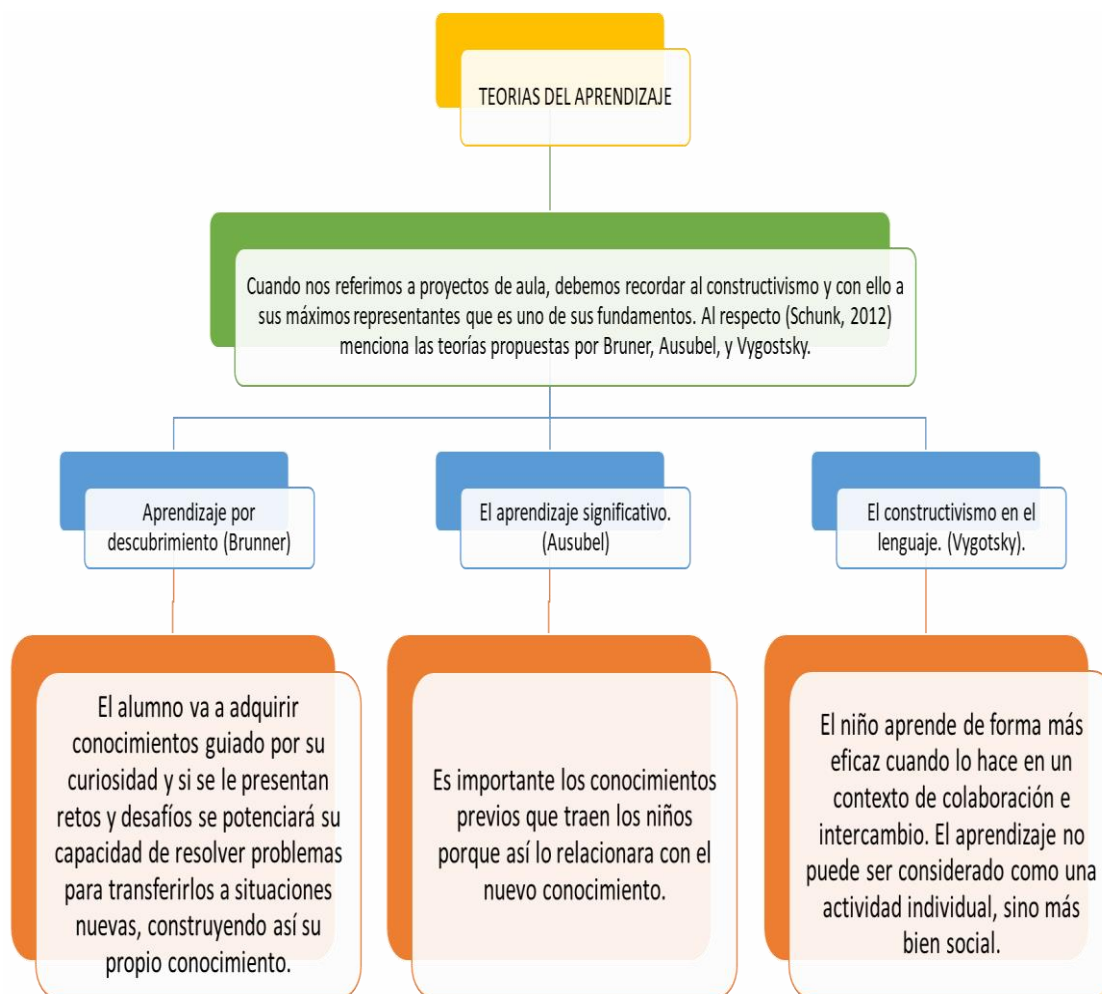 TEORIAS DEL APRENDIZAJE
Cuando nos referimos a proyectos de aula, debemos recordar al constructivismo y con ello a
sus máximos representantes que es uno de sus fundamentos. Al respecto (Schunk, 2012)
menciona las teorías propuestas por Bruner, Ausubel, y Vygostsky.
Aprendizaje por
descubrimiento (Brunner)
El aprendizaje significativo.
(Ausubel)
El constructivismo en el
lenguaje. (Vygotsky).
El alumno va a adquirir
conocimientos guiado por su
curiosidad y si se le presentan
retos y desafíos se potenciará su
capacidad de resolver problemas
para transferirlos a situaciones
nuevas, construyendo así su
propio conocimiento.
Es importante los conocimientos
previos que traen los niños
porque así lo relacionara con el
nuevo conocimiento.
El niño aprende de forma más
eficaz cuando lo hace en un
contexto de colaboración e
intercambio. El aprendizaje no
puede ser considerado como una
actividad individual, sino más
bien social.